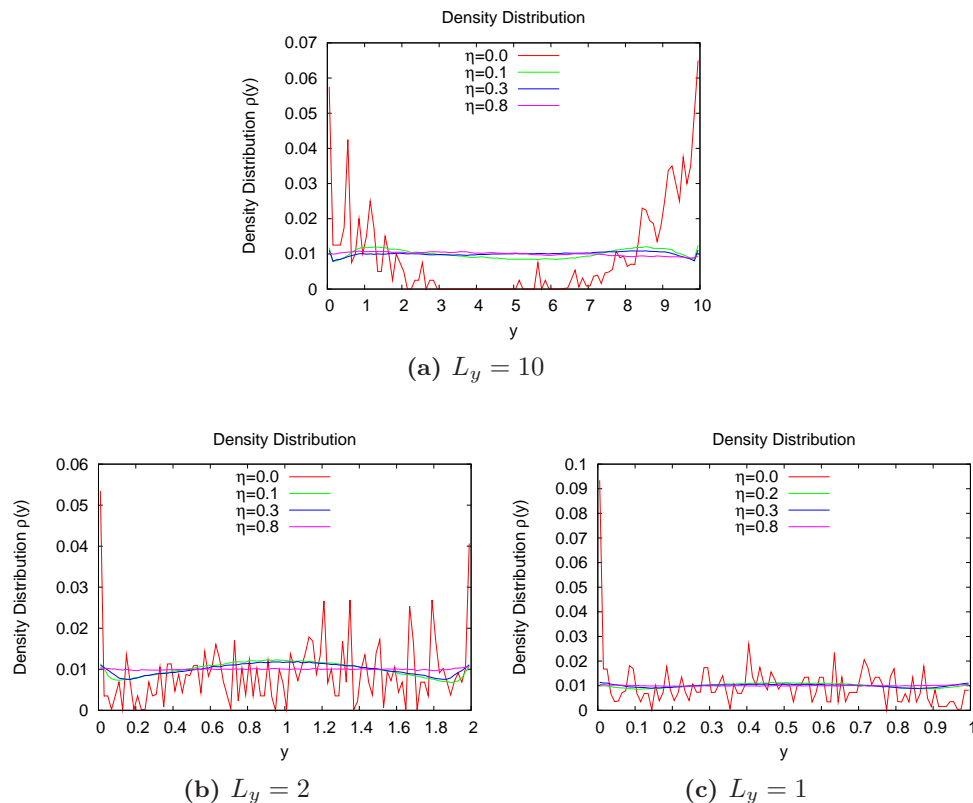 Density Distribution
Density Distribution ρ(y)
0.07
0.06
0.05
0.04
0.03
0.02
0.01
0
η=0.0
η=0.1
η=0.3
η=0.8
0 1 2 3 4 5 6 7 8 9 10
y
(a) L_y = 10
Density Distribution
Density Distribution ρ(y)
0.06
0.05
0.04
0.03
0.02
0.01
0
η=0.0
η=0.1
η=0.3
η=0.8
0 0.2 0.4 0.6 0.8 1 1.2 1.4 1.6 1.8 2
y
(b) L_y = 2
Density Distribution
Density Distribution ρ(y)
0.1
0.09
0.08
0.07
0.06
0.05
0.04
0.03
0.02
0.01
0
η=0.0
η=0.2
η=0.3
η=0.8
0 0.1 0.2 0.3 0.4 0.5 0.6 0.7 0.8 0.9 1
y
(c) L_y = 1